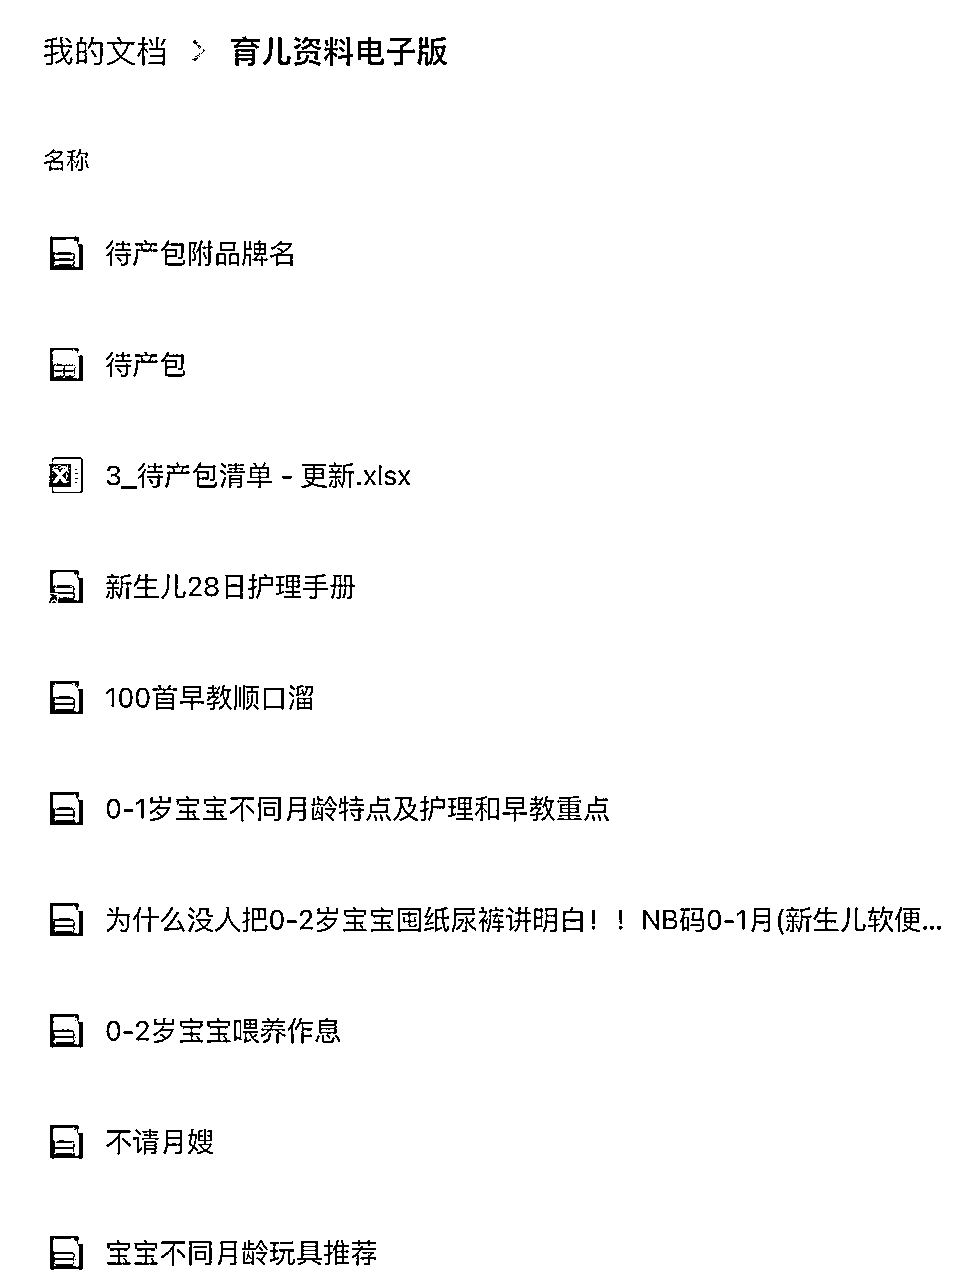 我的文档 > 育儿资料电子版
名称
待产包附品牌名
待产包
3_待产包清单 - 更新.xlsx
新生儿28日护理手册
100首早教顺口溜
0-1岁宝宝不同月龄特点及护理和早教重点
为什么没人把0-2岁宝宝囤纸尿裤讲明白！！NB码0-1月(新生儿软便...
0-2岁宝宝喂养作息
不请月嫂
宝宝不同月龄玩具推荐